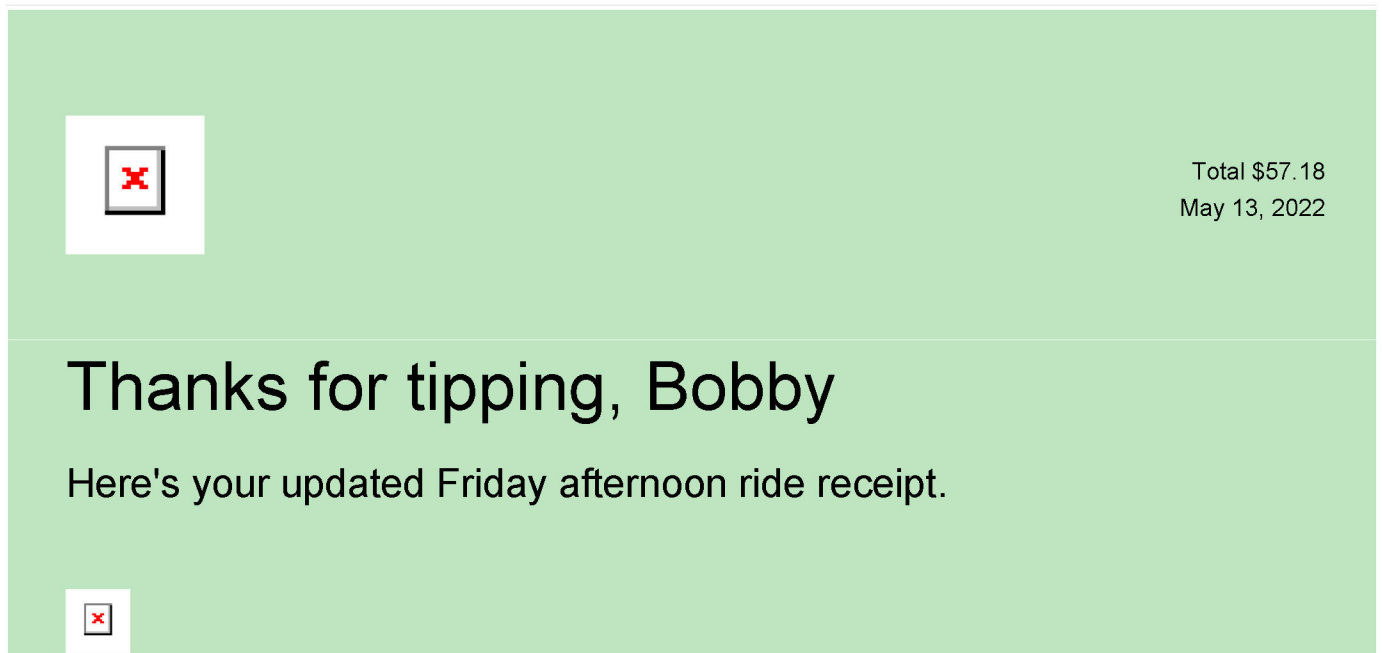 Total $57.18
May 13, 2022
Thanks for tipping, Bobby
Here's your updated Friday afternoon ride receipt.